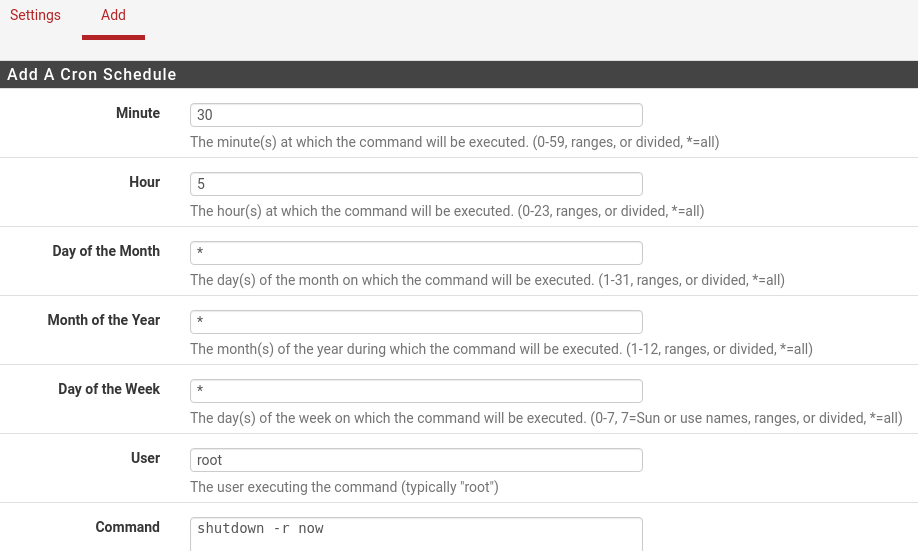 Settings Add
Add A Cron Schedule
Minute 30
The minute(s) at which the command will be executed. (0-59, ranges, or divided, *=all)
Hour 5
The hour(s) at which the command will be executed. (0-23, ranges, or divided, *=all)
Day of the Month *
The day(s) of the month on which the command will be executed. (1-31, ranges, or divided, *=all)
Month of the Year *
The month(s) of the year during which the command will be executed. (1-12, ranges, or divided, *=all)
Day of the Week *
The day(s) of the week on which the command will be executed. (0-7, 7=Sun or use names, ranges, or divided, *=all)
User root
The user executing the command (typically "root")
Command shutdown -r now